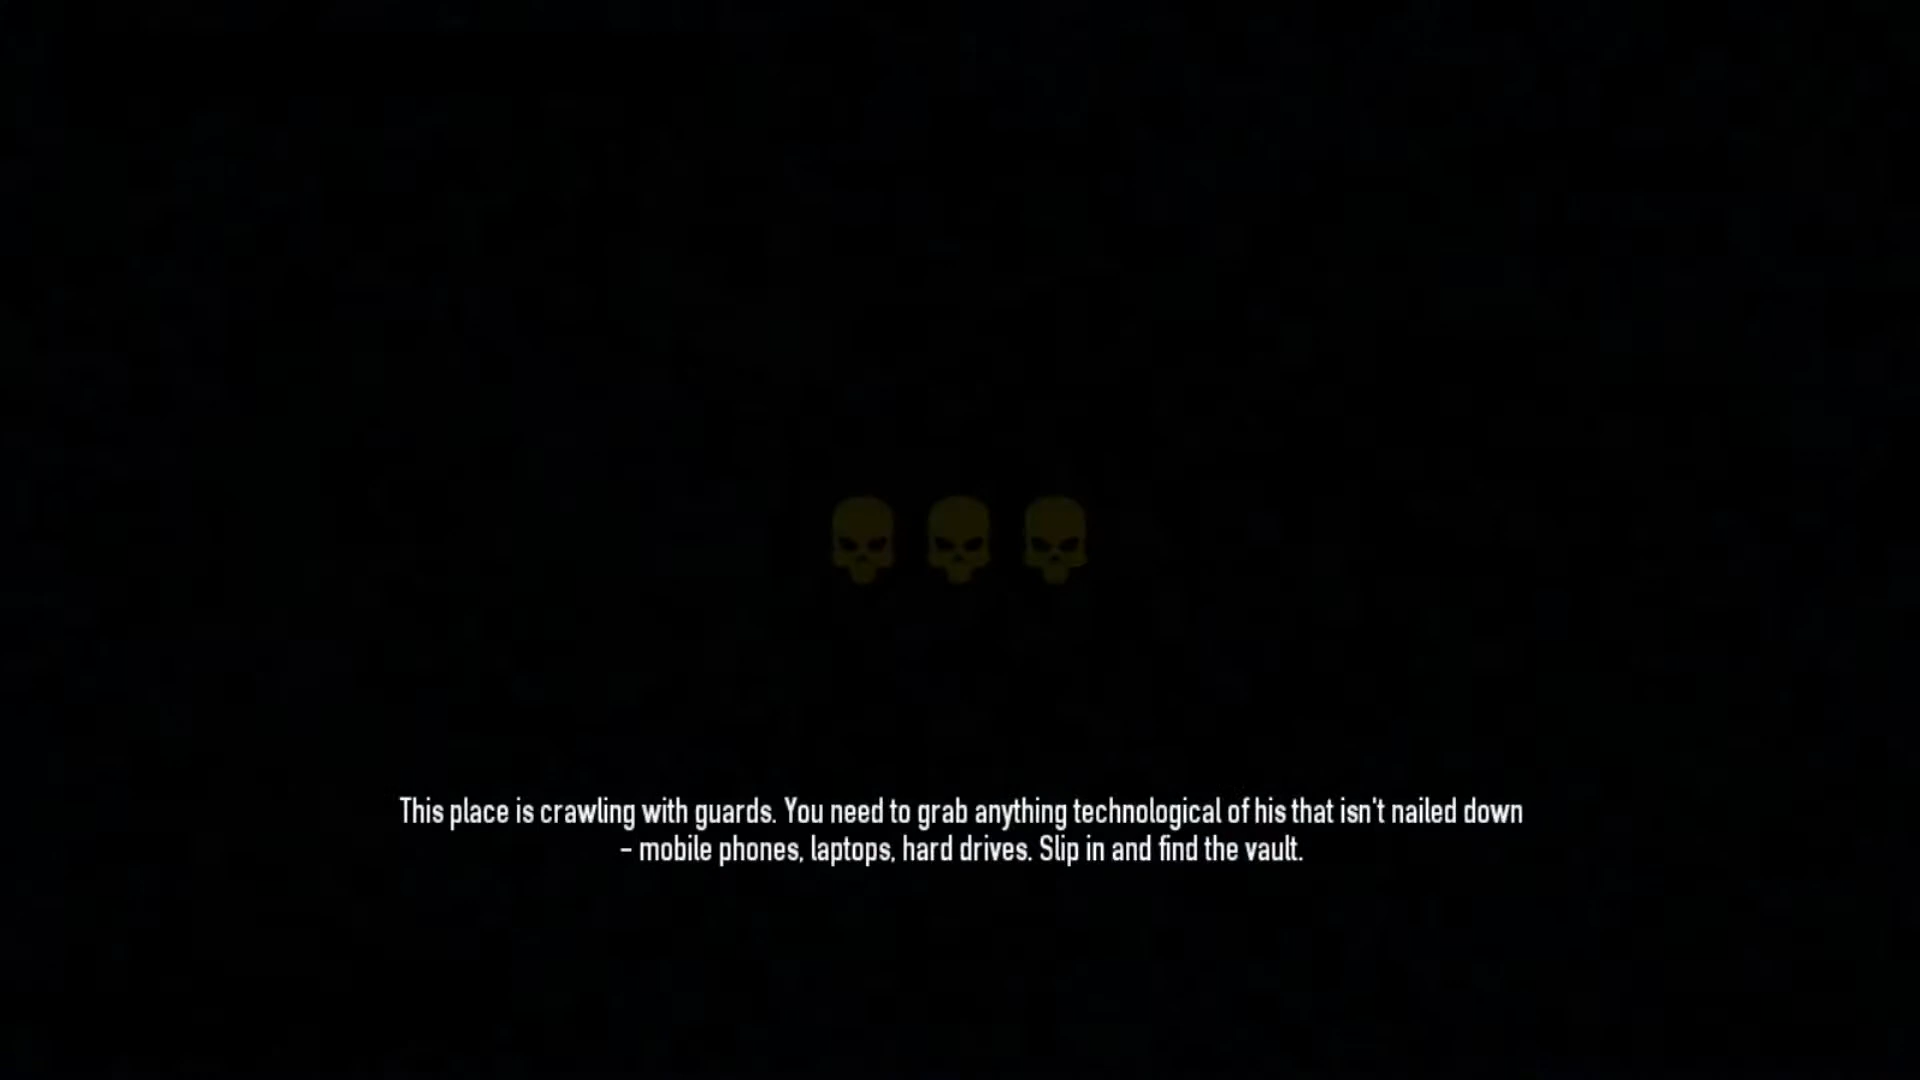 This place is crawling with guards. You need to grab anything technological of his that isn't nailed down
- mobile phones, laptops, hard drives. Slip in and find the vault.